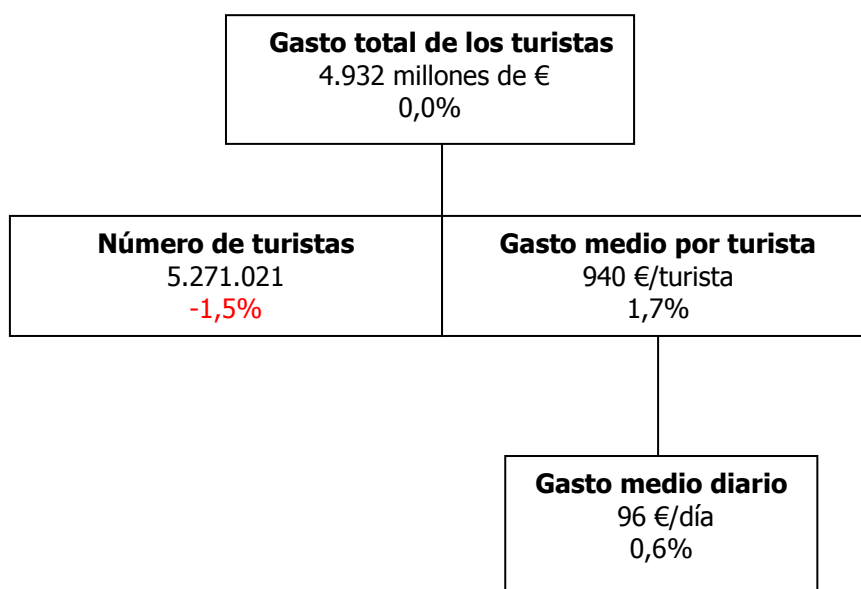 Gasto total de los turistas
4.932 millones de €
0,0%
Número de turistas
5.271.021
-1,5%
Gasto medio por turista
940 €/turista
1,7%
Gasto medio diario
96 €/día
0,6%